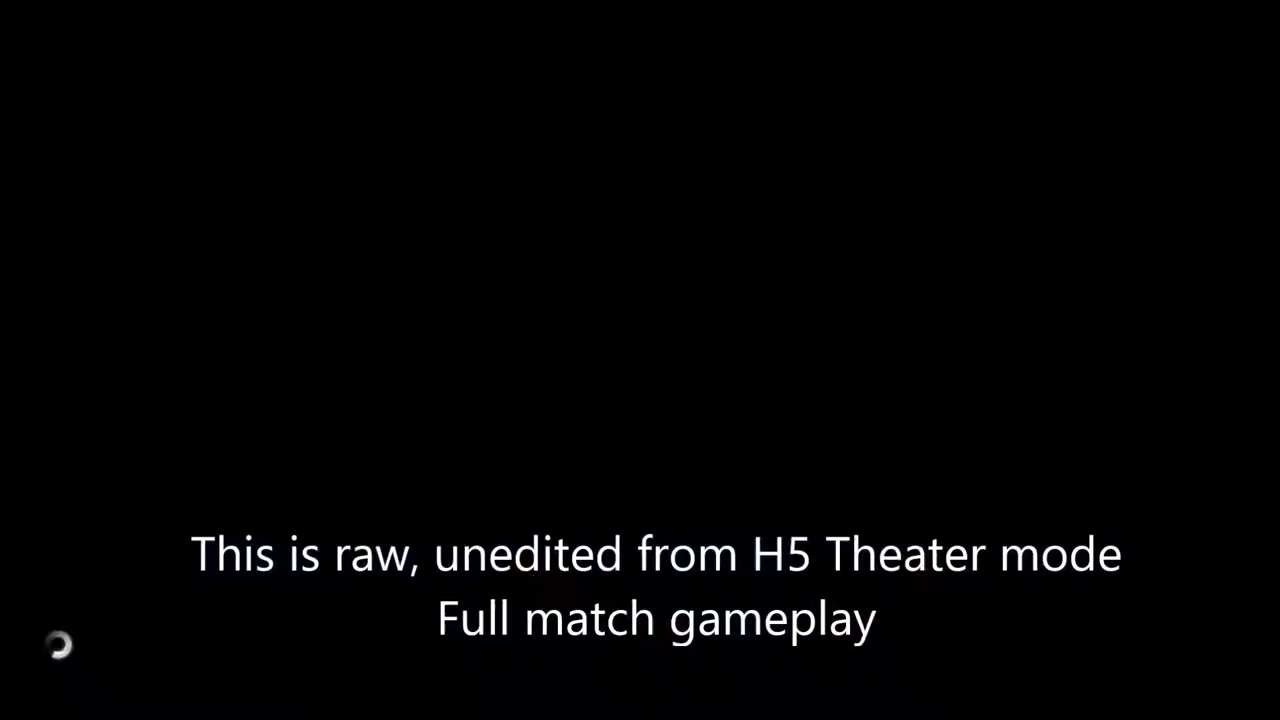 This is raw, unedited from H5 Theater mode
Full match gameplay